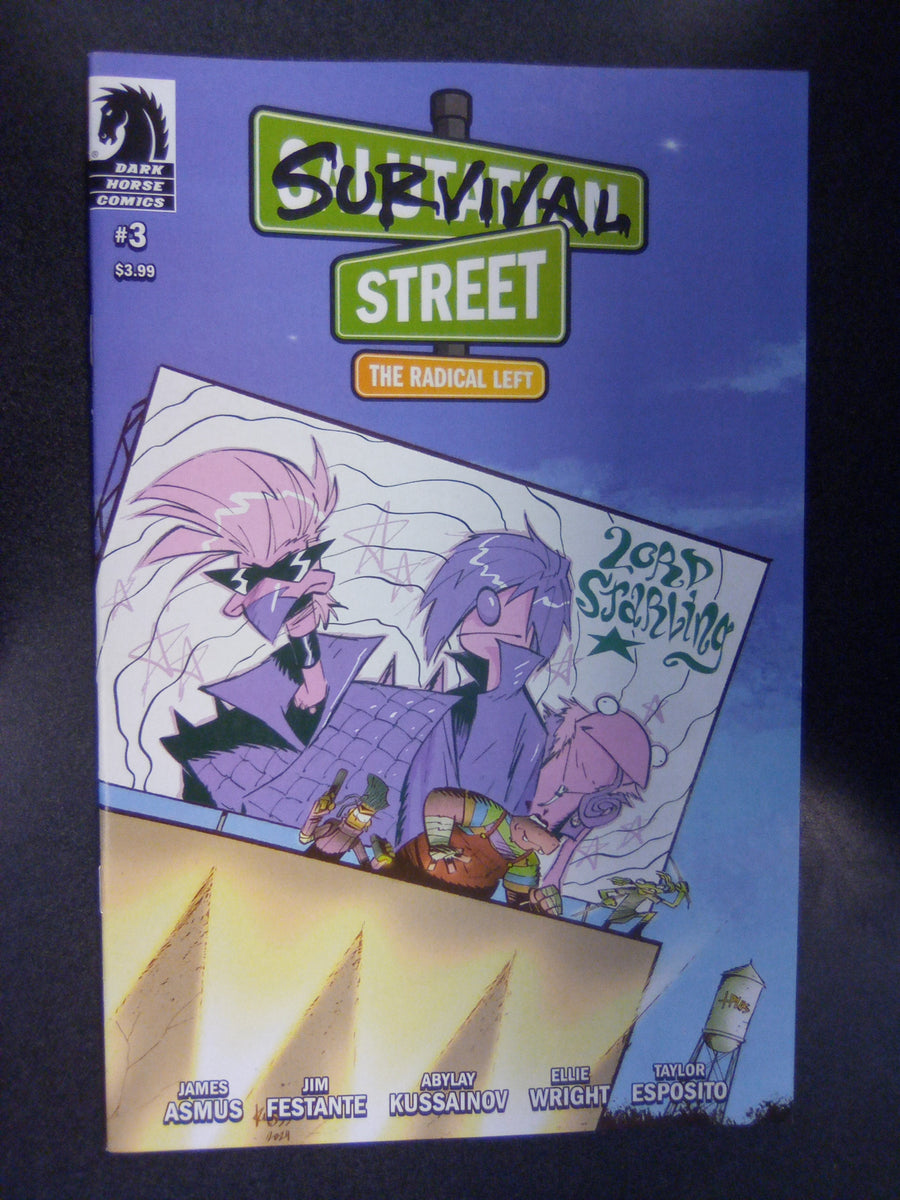 DARK
HORSE
COMICS
®
#3
$3.99
SURVIVAL
STREET
THE RADICAL LEFT
LORD
STARLING
JAMES
ASMUS
JIM
FESTANTE
ABYLAY
KUSSAINOV
ELLIE
WRIGHT
TAYLOR
ESPOSITO
2024